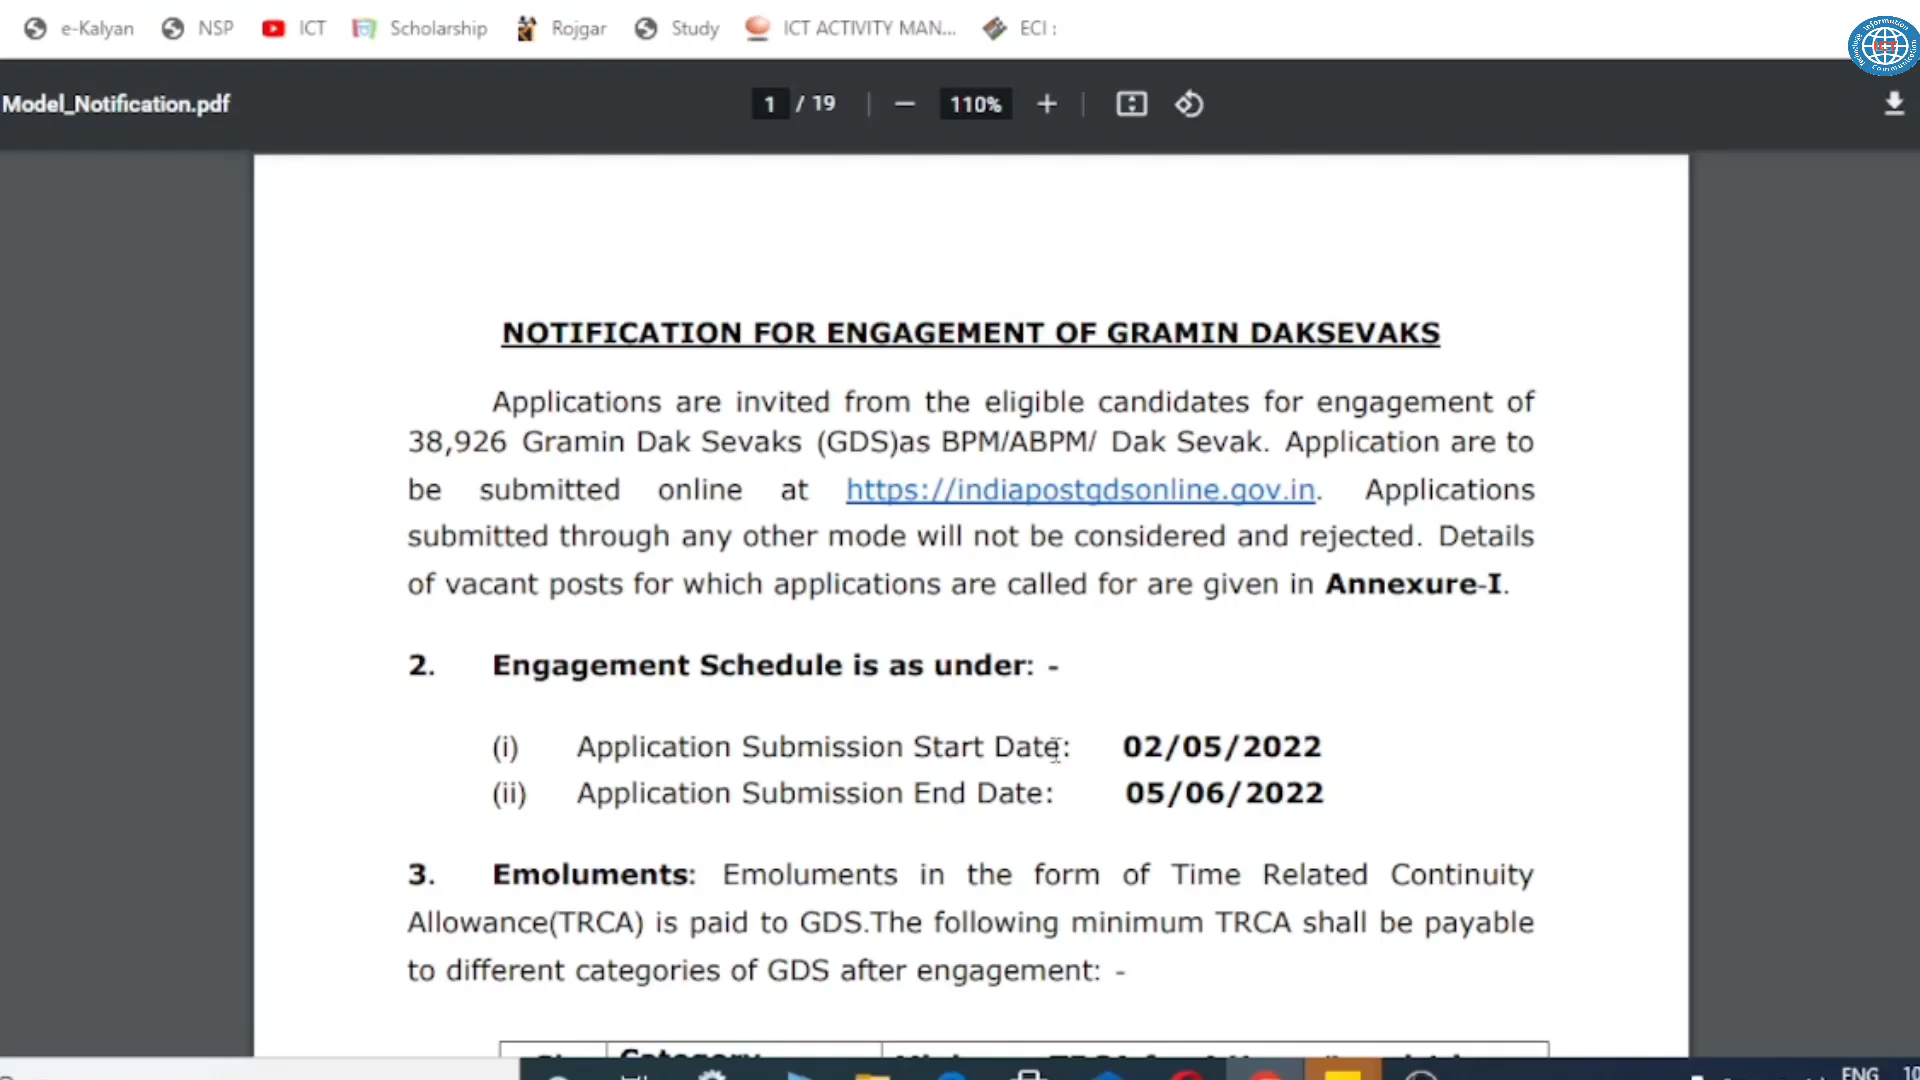 e-Kalyan NSP ICT Scholarship Rojgar Study ICT ACTIVITY MAN... ECI :
Information
Communication
Technology
ICT
Model_Notification.pdf 1 / 19 110%
NOTIFICATION FOR ENGAGEMENT OF GRAMIN DAKSEVAKS
Applications are invited from the eligible candidates for engagement of
38,926 Gramin Dak Sevaks (GDS)as BPM/ABPM/ Dak Sevak. Application are to
be submitted online at https://indiapostgdsonline.gov.in. Applications
submitted through any other mode will not be considered and rejected. Details
of vacant posts for which applications are called for are given in Annexure-I.
2. Engagement Schedule is as under: -
(i) Application Submission Start Date: 02/05/2022
(ii) Application Submission End Date: 05/06/2022
3. Emoluments: Emoluments in the form of Time Related Continuity
Allowance(TRCA) is paid to GDS.The following minimum TRCA shall be payable
to different categories of GDS after engagement: -
Category
ENG 10